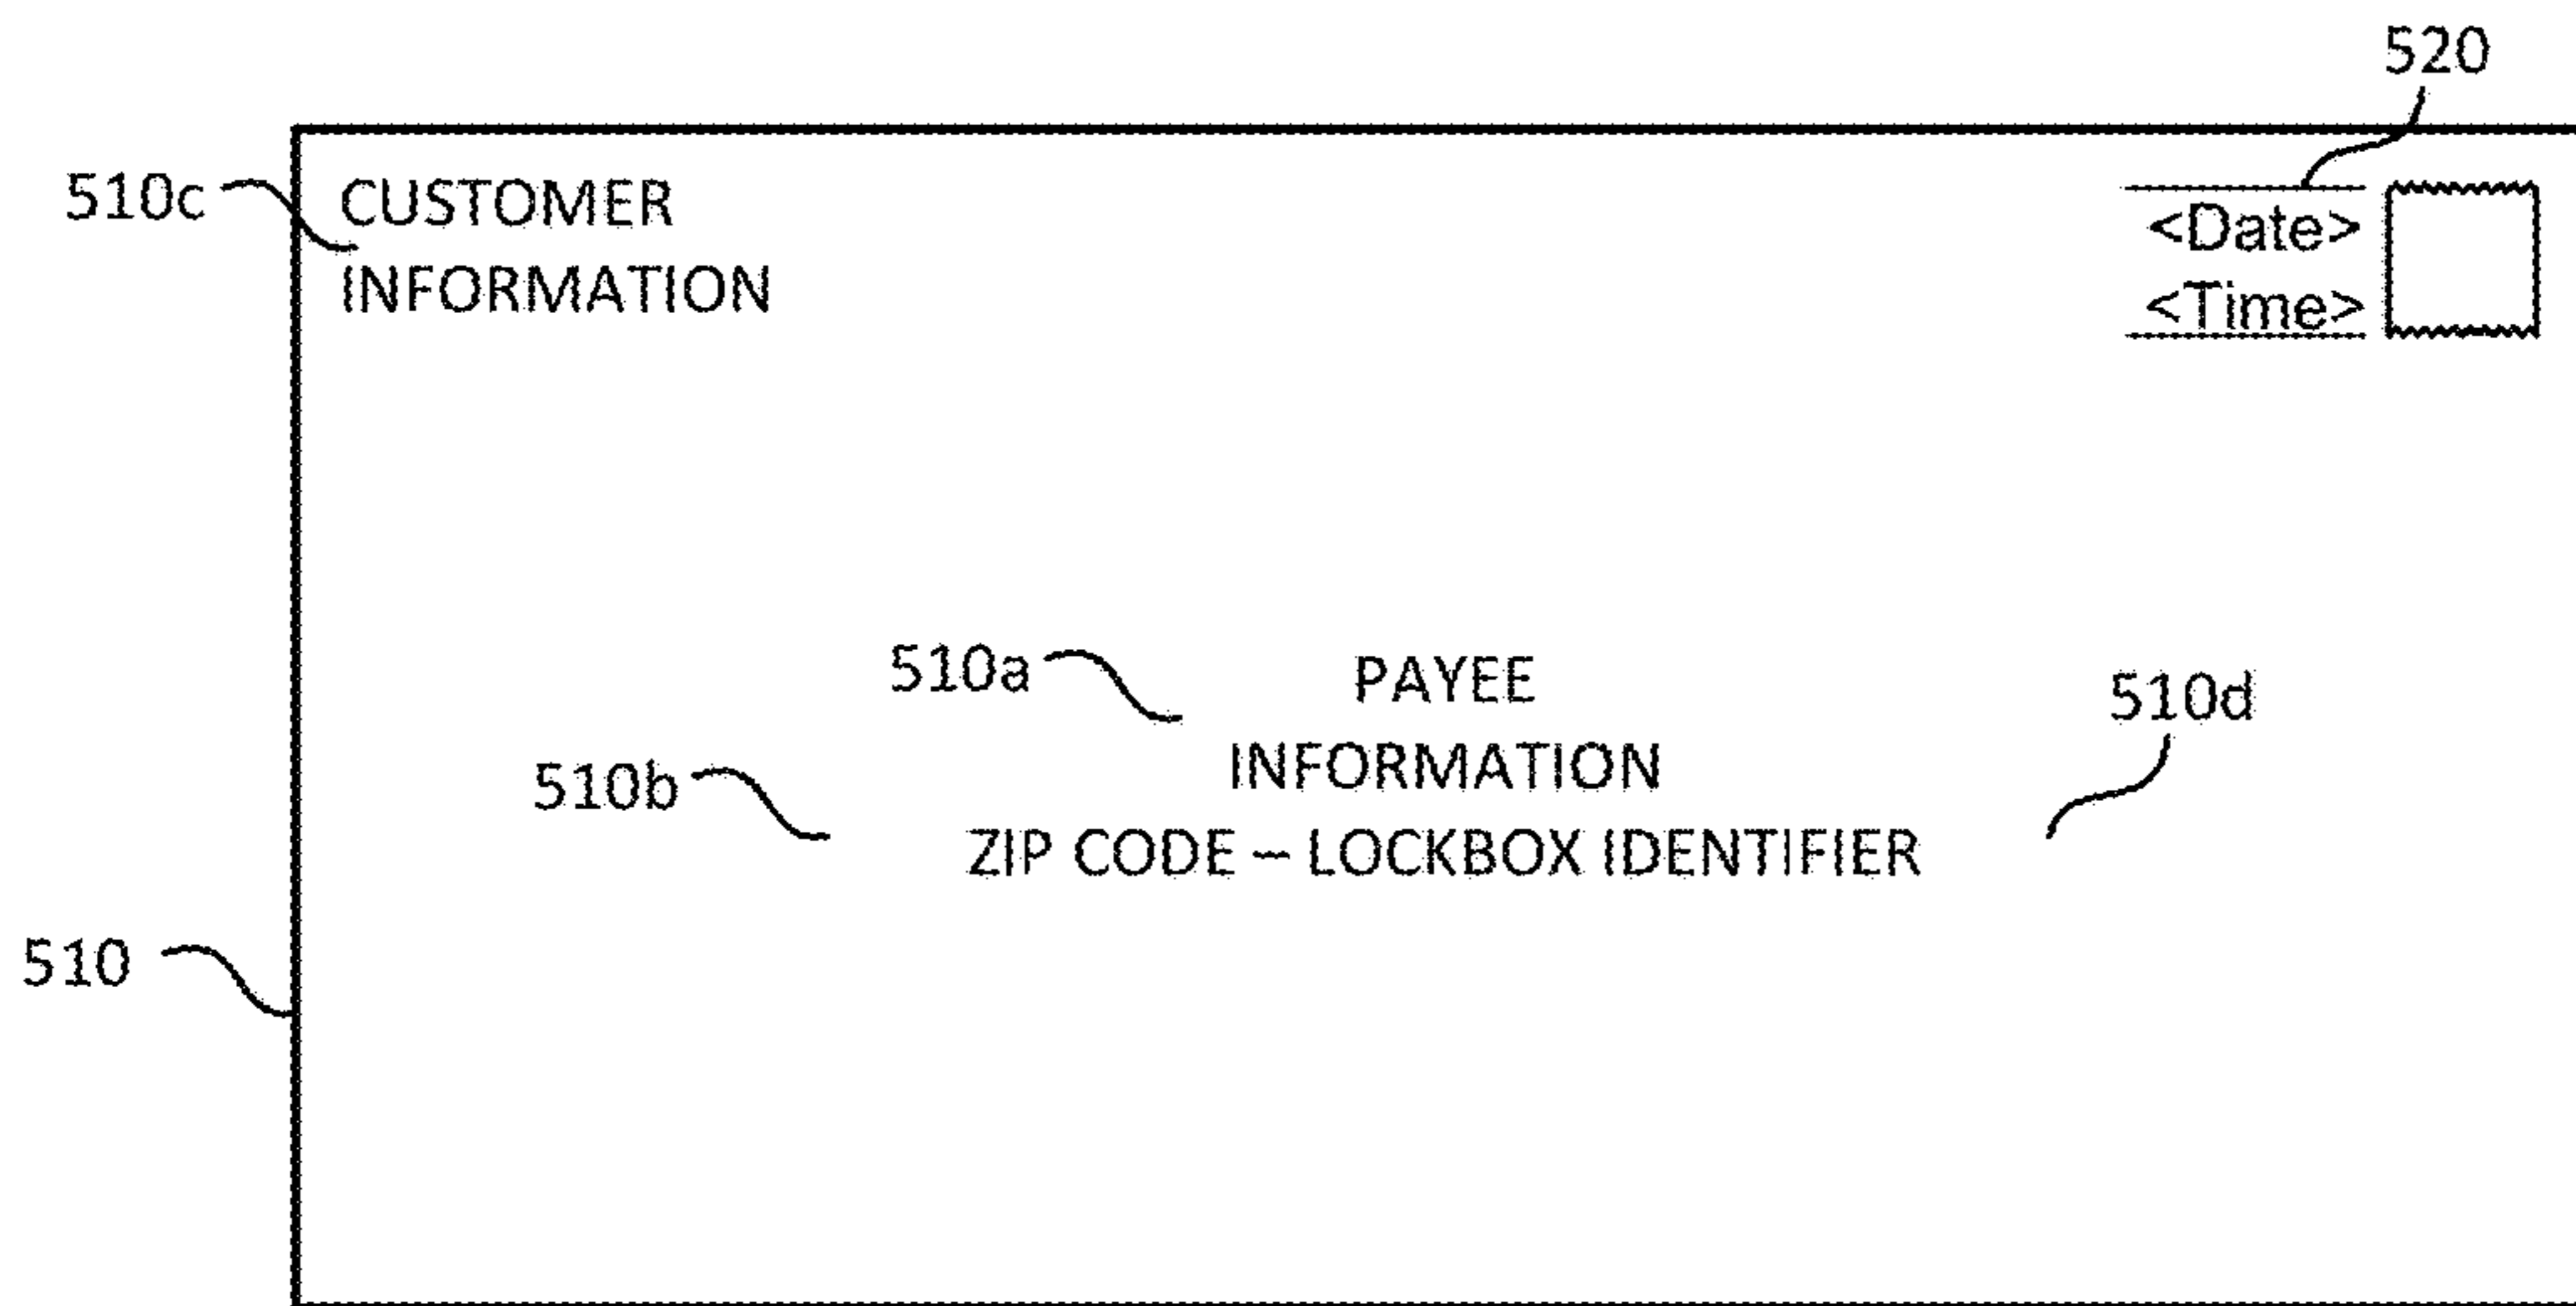 520
510c CUSTOMER
INFORMATION
<Date>
<Time>
510a PAYEE
INFORMATION
510d
510b ZIP CODE – LOCKBOX IDENTIFIER
510